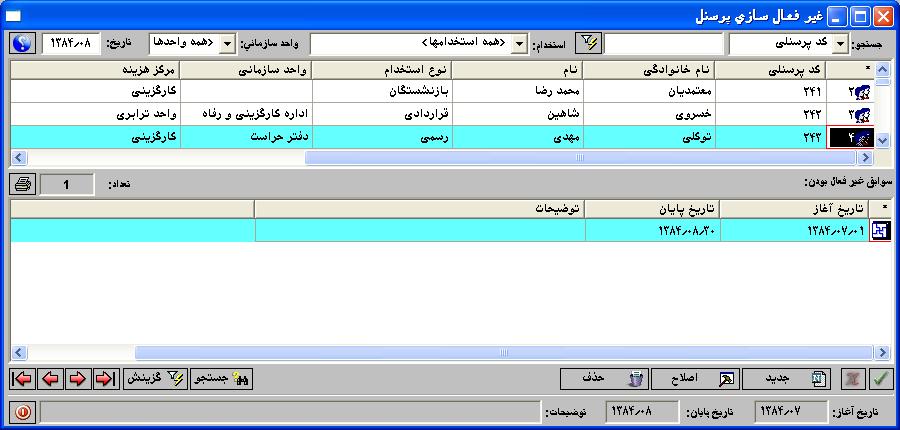 غير فعال سازي پرسنل
جستجو: کد پرسنلی استخدام: <همه استخدامها> واحد سازماني: <همه واحدها> تاریخ: ۱۳۸۴/۰۸
* کد پرسنلی نام خانوادگی نام نوع استخدام واحد سازمانی مرکز هزینه
۲ ۲۴۱ معتمدیان محمد رضا بازنشستگان کارگزینی
۳ ۲۴۲ خسروی شاهین قراردادی اداره کارگزینی و رفاه واحد ترابری
۴ ۲۴۳ توکلی مهدی رسمی دفتر حراست کارگزینی
سوابق غیر فعال بودن: تعداد: 1
* تاریخ آغاز تاریخ پایان توضیحات
۱۳۸۴/۰۷/۰۱ ۱۳۸۴/۰۸/۳۰
جدید اصلاح حذف جستجو گزینش
تاریخ آغاز: ۱۳۸۴/۰۷ تاریخ پایان: ۱۳۸۴/۰۸ توضیحات: